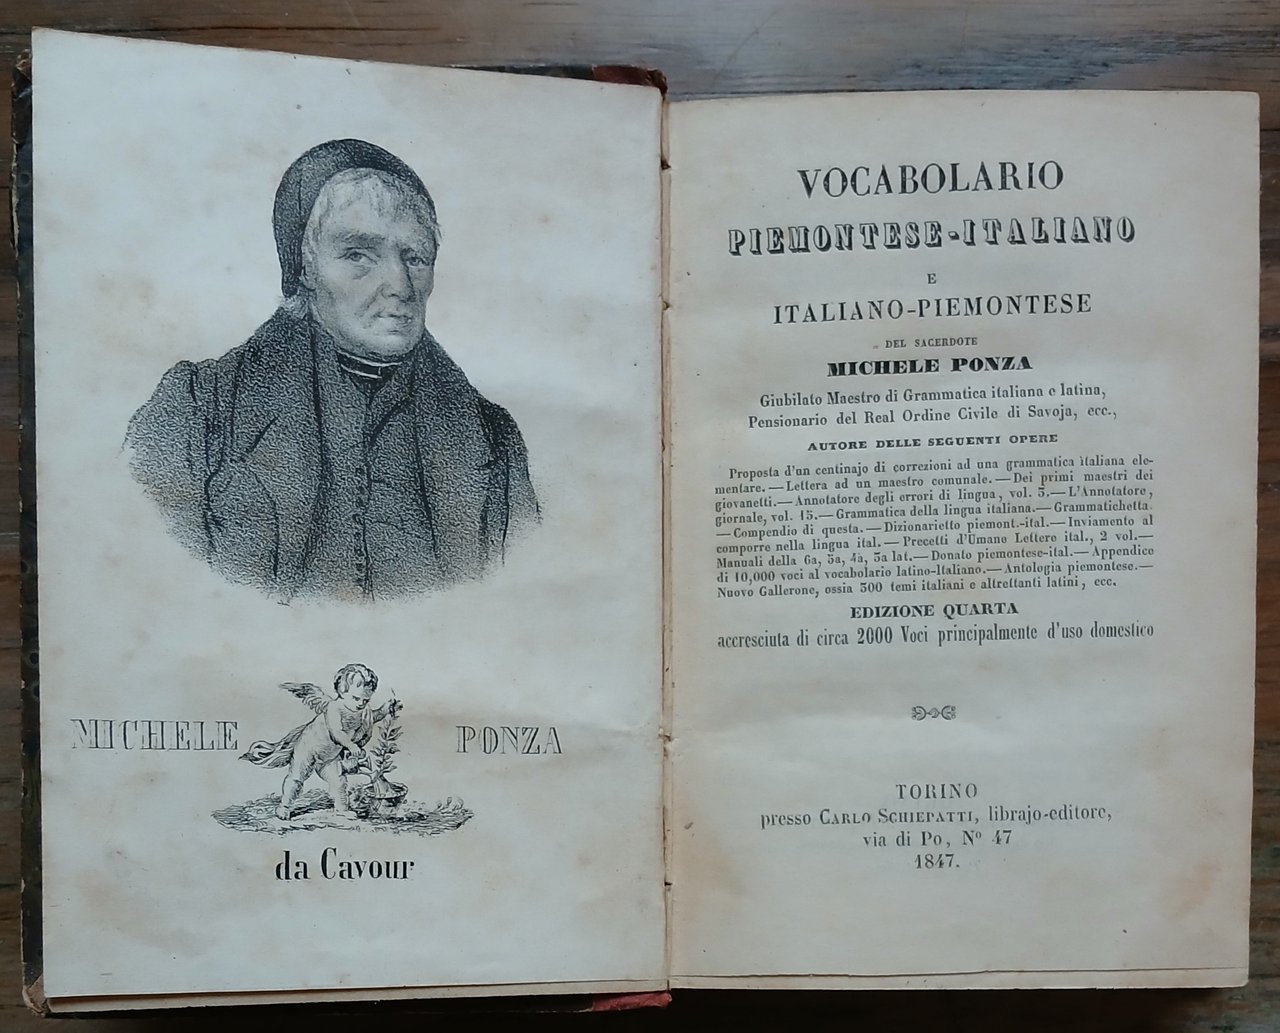 MICHELE PONZA
da Cavour
VOCABOLARIO
PIEMONTESE-ITALIANO
E
ITALIANO-PIEMONTESE
DEL SACERDOTE
MICHELE PONZA
Giubilato Maestro di Grammatica italiana e latina,
Pensionario del Real Ordine Civile di Savoja, ecc.,
AUTORE DELLE SEGUENTI OPERE
Proposta d'un centinajo di correzioni ad una grammatica italiana ele-
mentare. — Lettera ad un maestro comunale. — Dei primi maestri dei
giovanetti. — Annotatore degli errori di lingua, vol. 3. — L'Annotatore,
giornale, vol. 15. — Grammatica della lingua italiana. — Grammatichetta.
— Compendio di questa. — Dizionarietto piemont.-ital. — Inviamento al
comporre nella lingua ital. — Precetti d'Umane Lettere ital., 2 vol. —
Manuali della 6a, 5a, 4a, 3a lat. — Donato piemontese-ital. — Appendice
di 10,000 voci al vocabolario latino-Italiano. — Antologia piemontese. —
Nuovo Gallerone, ossia 500 temi italiani e altrettanti latini, ecc.
EDIZIONE QUARTA
accresciuta di circa 2000 Voci principalmente d'uso domestico
TORINO
presso CARLO SCHIEPATTI, librajo-editore,
via di Po, Nº 47
1847.